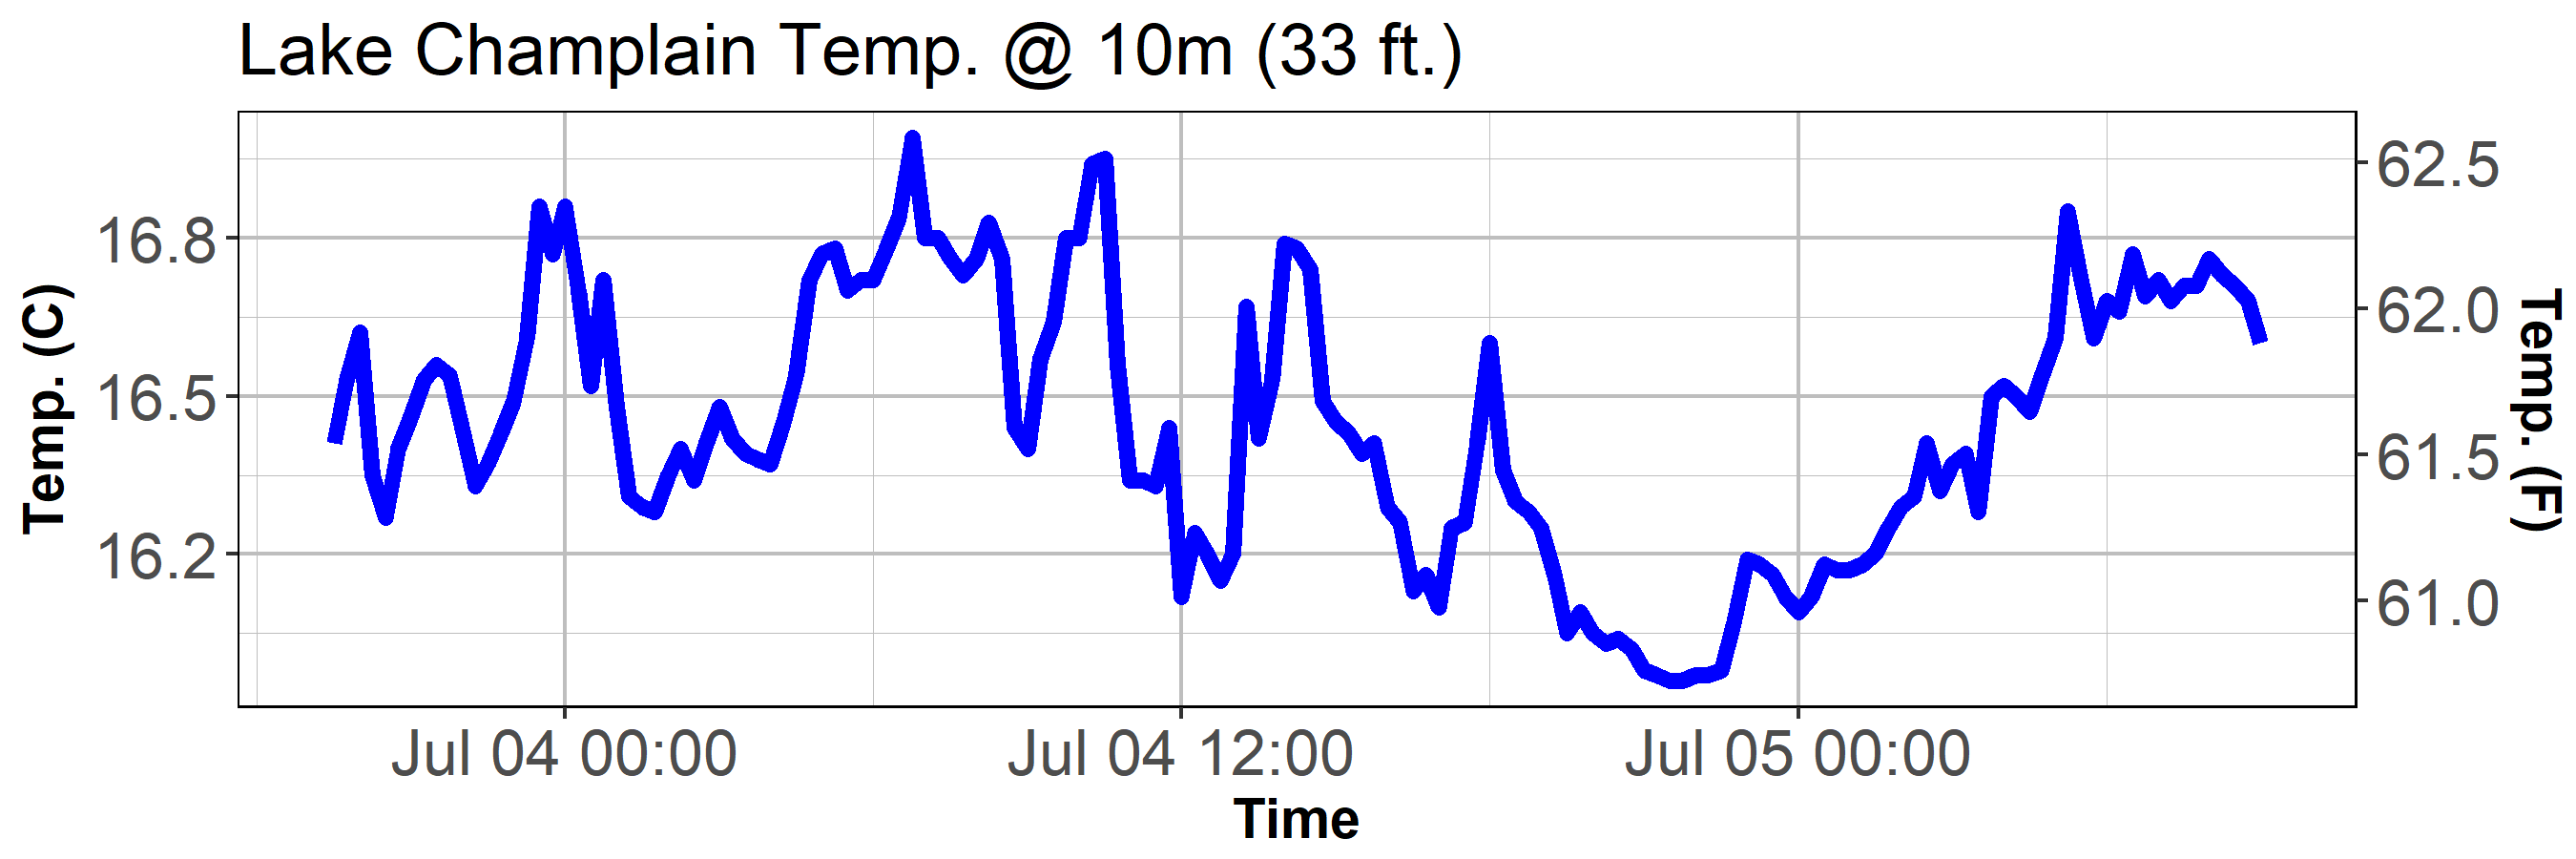 Lake Champlain Temp. @ 10m (33 ft.)
Temp. (C)
16.8
16.5
16.2
62.5
62.0
61.5
61.0
Temp. (F)
Jul 04 00:00
Jul 04 12:00
Jul 05 00:00
Time